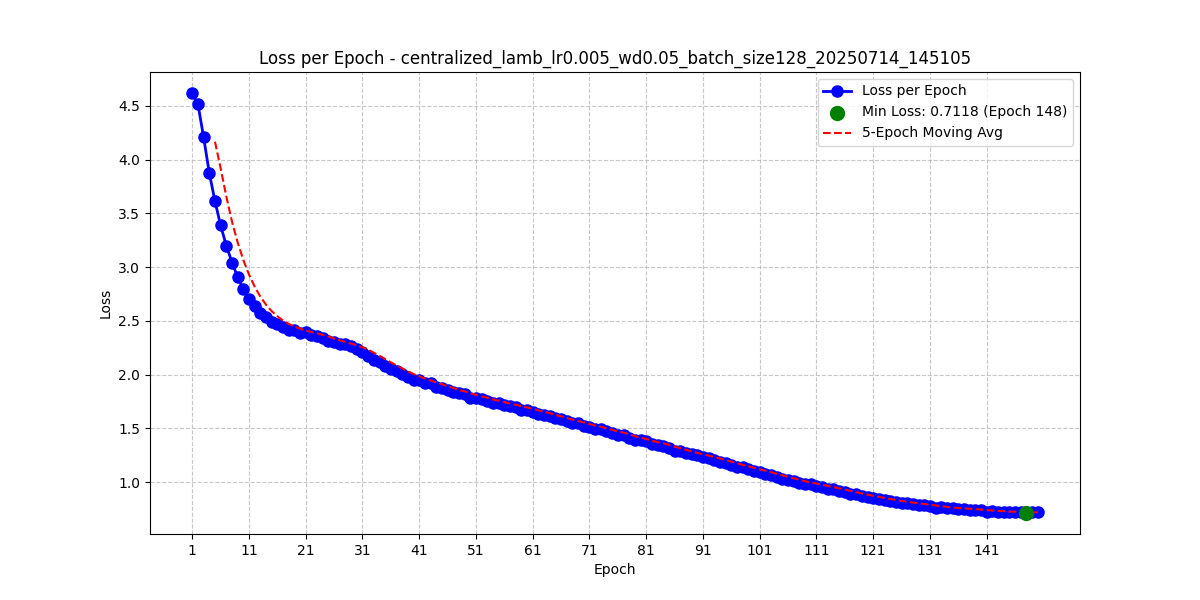 Loss per Epoch - centralized_lamb_lr0.005_wd0.05_batch_size128_20250714_145105
Loss per Epoch
Min Loss: 0.7118 (Epoch 148)
5-Epoch Moving Avg
Loss
4.5
4.0
3.5
3.0
2.5
2.0
1.5
1.0
1 11 21 31 41 51 61 71 81 91 101 111 121 131 141
Epoch